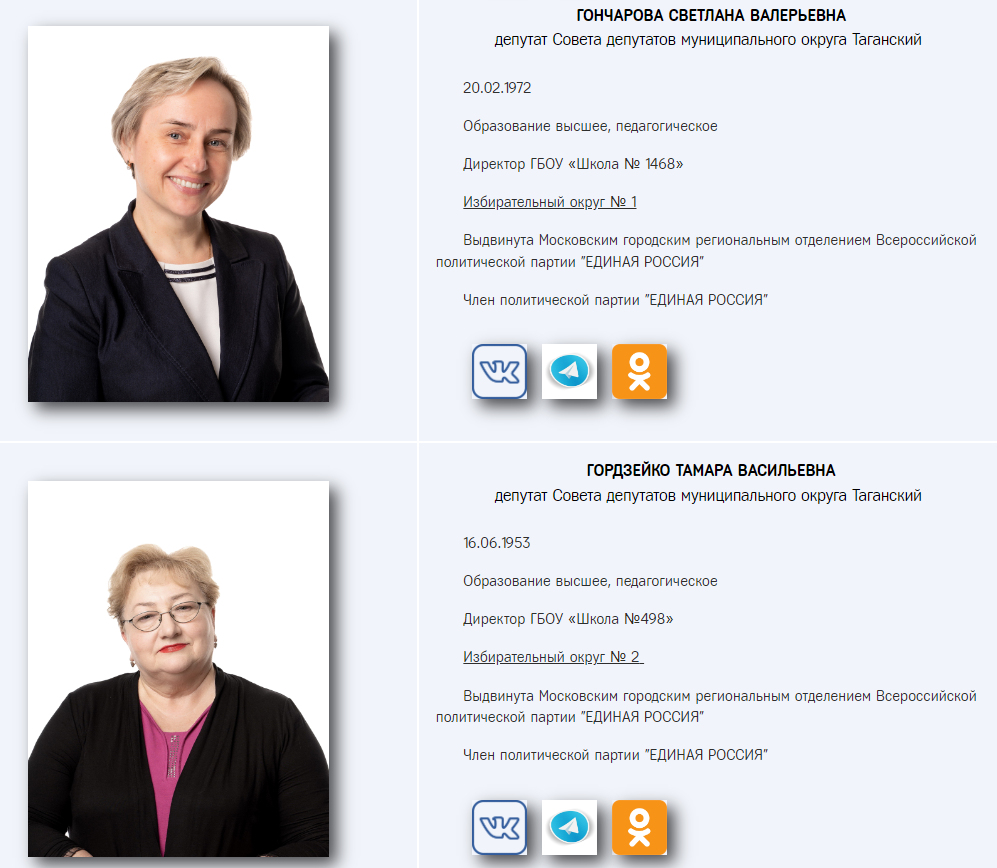 ГОНЧАРОВА СВЕТЛАНА ВАЛЕРЬЕВНА
депутат Совета депутатов муниципального округа Таганский
20.02.1972
Образование высшее, педагогическое
Директор ГБОУ «Школа № 1468»
Избирательный округ № 1
Выдвинута Московским городским региональным отделением Всероссийской
политической партии "ЕДИНАЯ РОССИЯ"
Член политической партии "ЕДИНАЯ РОССИЯ"
ГОРДЗЕЙКО ТАМАРА ВАСИЛЬЕВНА
депутат Совета депутатов муниципального округа Таганский
16.06.1953
Образование высшее, педагогическое
Директор ГБОУ «Школа №498»
Избирательный округ № 2
Выдвинута Московским городским региональным отделением Всероссийской
политической партии "ЕДИНАЯ РОССИЯ"
Член политической партии "ЕДИНАЯ РОССИЯ"